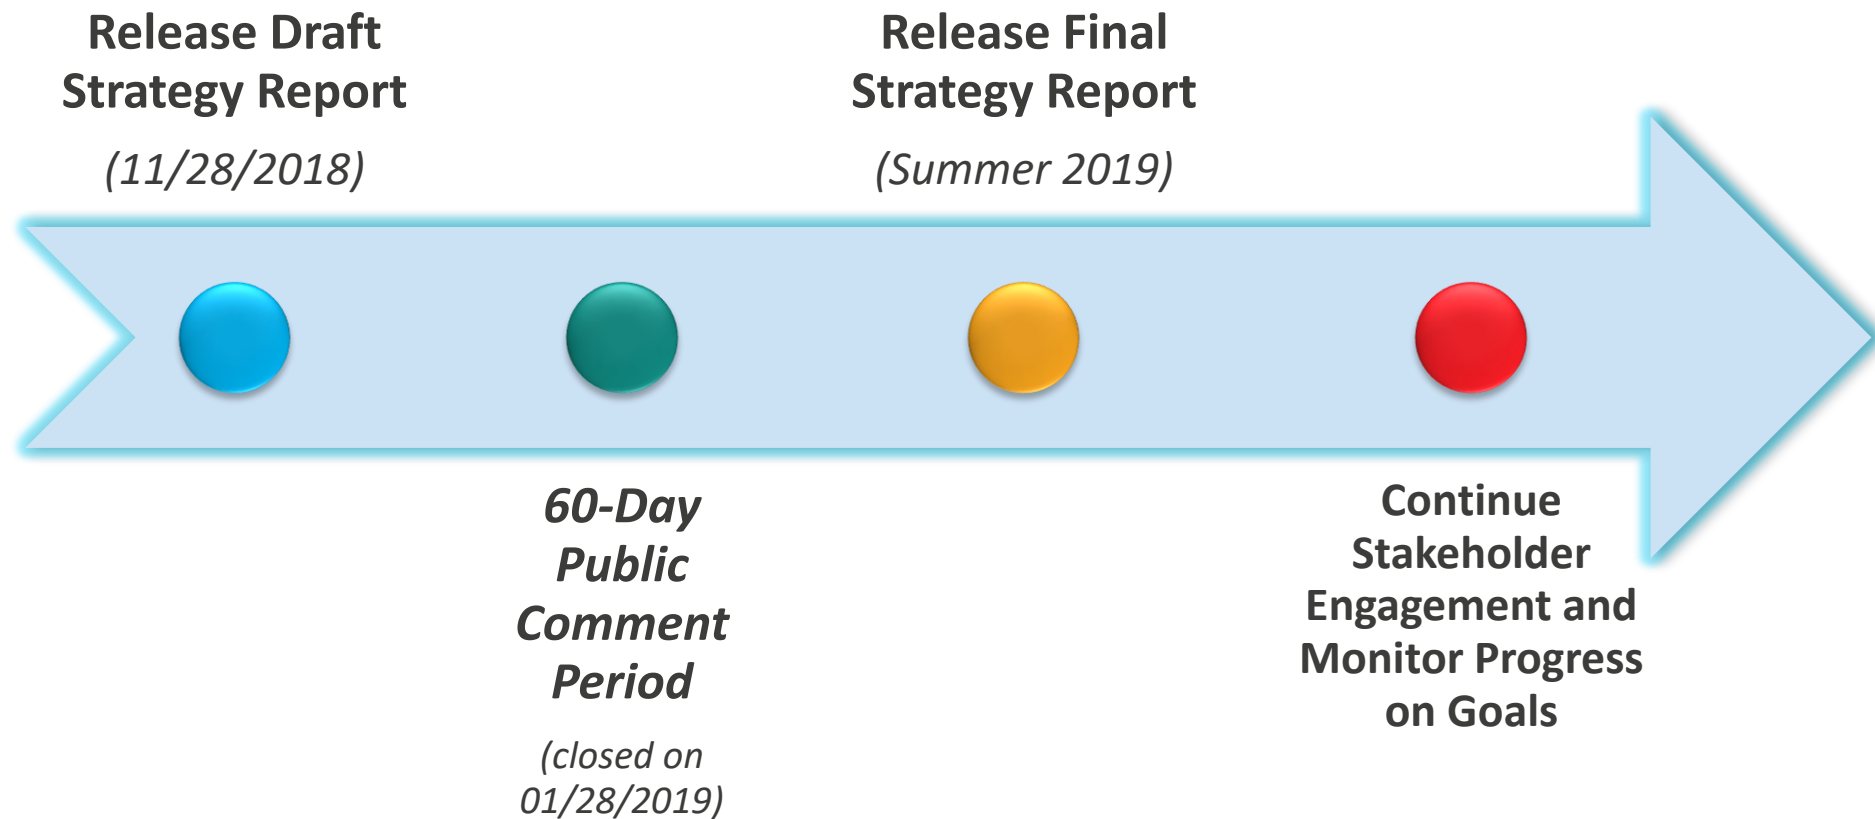 Release Draft
Strategy Report
(11/28/2018)
60-Day
Public
Comment
Period
(closed on
01/28/2019)
Release Final
Strategy Report
(Summer 2019)
Continue
Stakeholder
Engagement and
Monitor Progress
on Goals